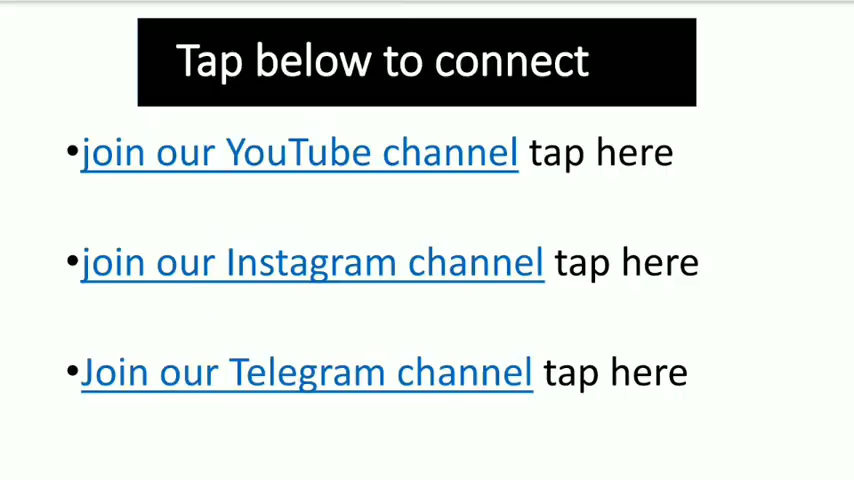 Tap below to connect
•join our YouTube channel tap here
•join our Instagram channel tap here
•Join our Telegram channel tap here